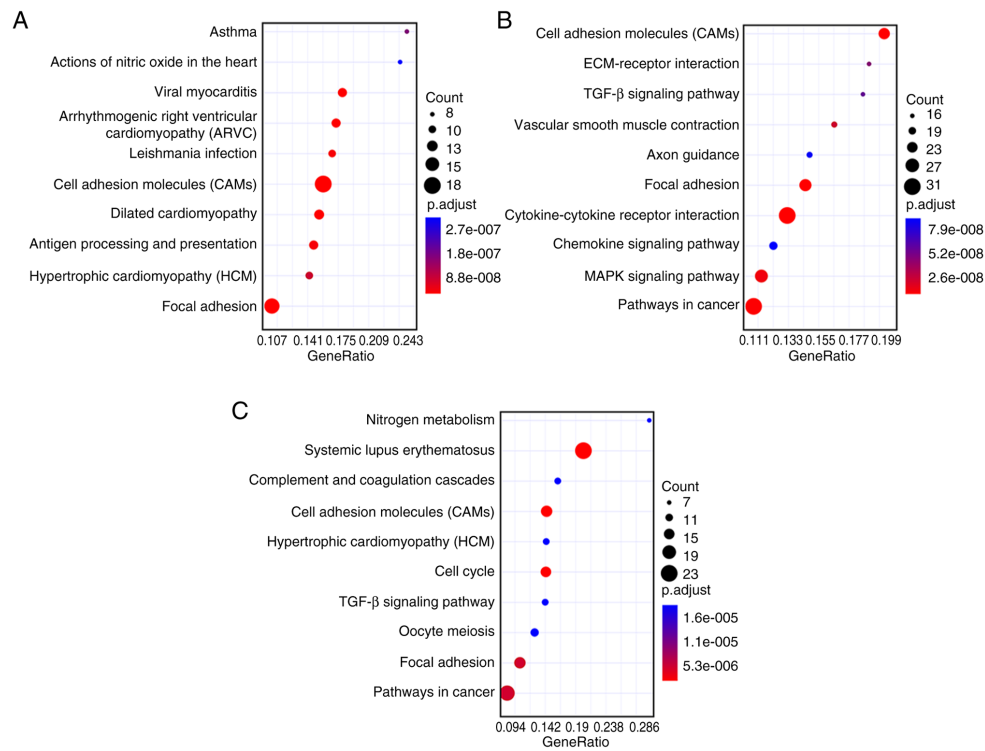 A
Asthma
Actions of nitric oxide in the heart
Viral myocarditis
Arrhythmogenic right ventricular
cardiomyopathy (ARVC)
Leishmania infection
Cell adhesion molecules (CAMs)
Dilated cardiomyopathy
Antigen processing and presentation
Hypertrophic cardiomyopathy (HCM)
Focal adhesion
0.107 0.141 0.175 0.209 0.243
GeneRatio
Count
8
10
13
15
18
p.adjust
2.7e-007
1.8e-007
8.8e-008
B
Cell adhesion molecules (CAMs)
ECM-receptor interaction
TGF-β signaling pathway
Vascular smooth muscle contraction
Axon guidance
Focal adhesion
Cytokine-cytokine receptor interaction
Chemokine signaling pathway
MAPK signaling pathway
Pathways in cancer
0.111 0.133 0.155 0.177 0.199
GeneRatio
Count
16
19
23
27
31
p.adjust
7.9e-008
5.2e-008
2.6e-008
C
Nitrogen metabolism
Systemic lupus erythematosus
Complement and coagulation cascades
Cell adhesion molecules (CAMs)
Hypertrophic cardiomyopathy (HCM)
Cell cycle
TGF-β signaling pathway
Oocyte meiosis
Focal adhesion
Pathways in cancer
0.094 0.142 0.19 0.238 0.286
GeneRatio
Count
7
11
15
19
23
p.adjust
1.6e-005
1.1e-005
5.3e-006